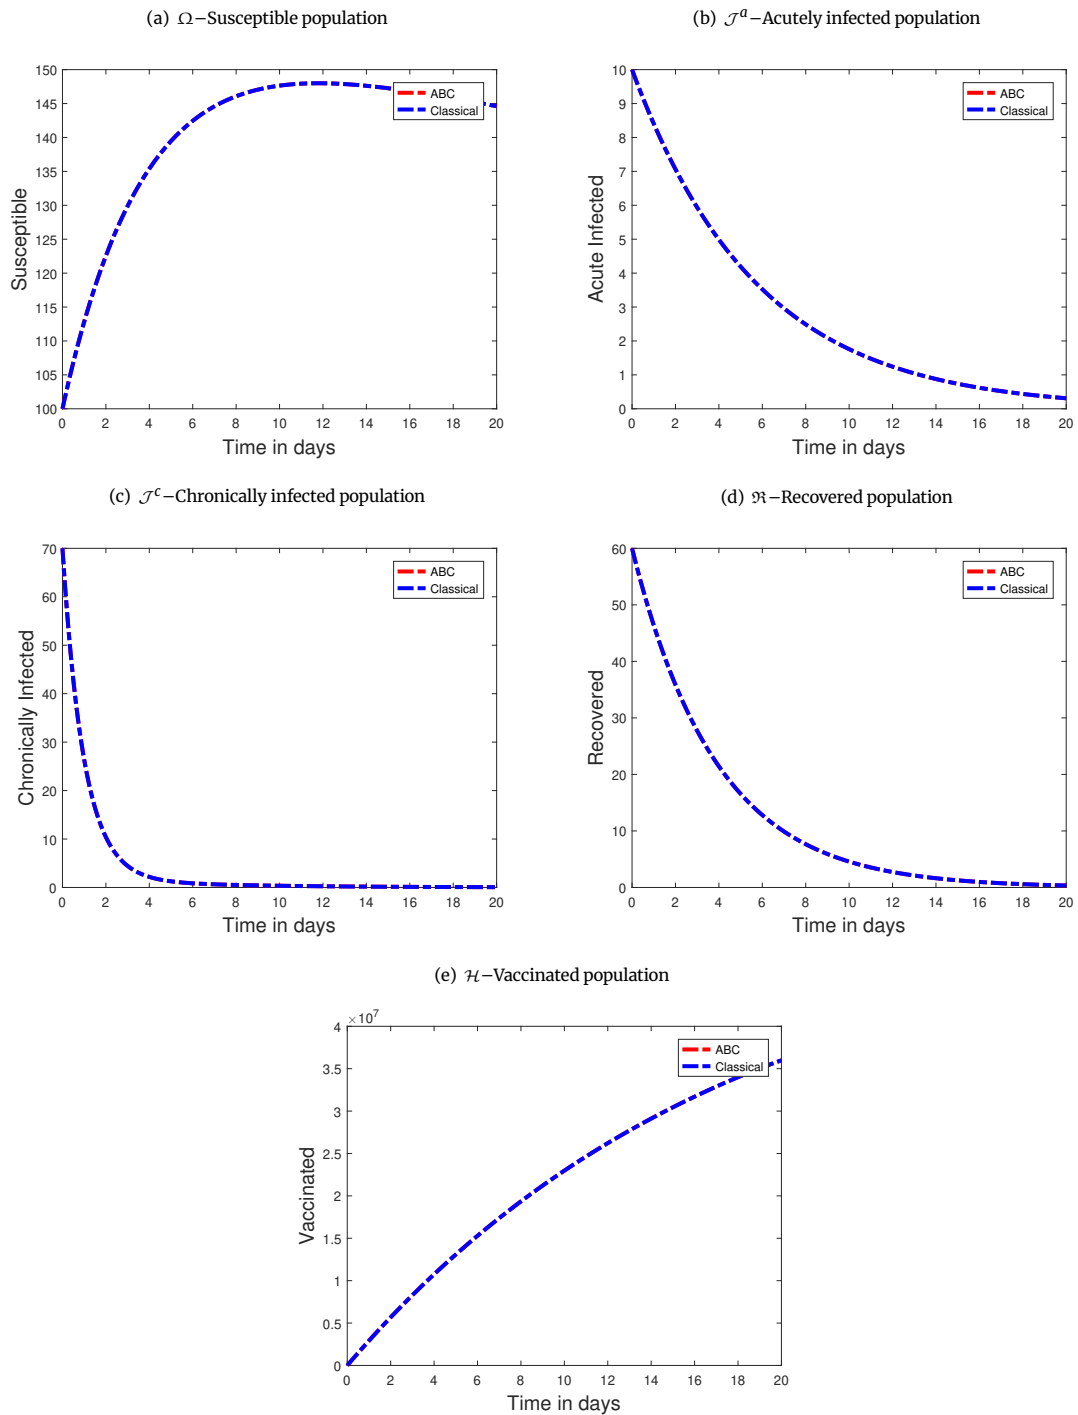 (a) Ω–Susceptible population
150
145
140
135
130
125
120
115
110
105
100
Susceptible
ABC
Classical
0 2 4 6 8 10 12 14 16 18 20
Time in days
(b) 𝒥ᵃ–Acutely infected population
10
9
8
7
6
5
4
3
2
1
0
Acute Infected
ABC
Classical
0 2 4 6 8 10 12 14 16 18 20
Time in days
(c) 𝒥ᶜ–Chronically infected population
70
60
50
40
30
20
10
0
Chronically Infected
ABC
Classical
0 2 4 6 8 10 12 14 16 18 20
Time in days
(d) ℜ–Recovered population
60
50
40
30
20
10
0
Recovered
ABC
Classical
0 2 4 6 8 10 12 14 16 18 20
Time in days
(e) ℋ–Vaccinated population
×10⁷
4
3.5
3
2.5
2
1.5
1
0.5
0
Vaccinated
ABC
Classical
0 2 4 6 8 10 12 14 16 18 20
Time in days